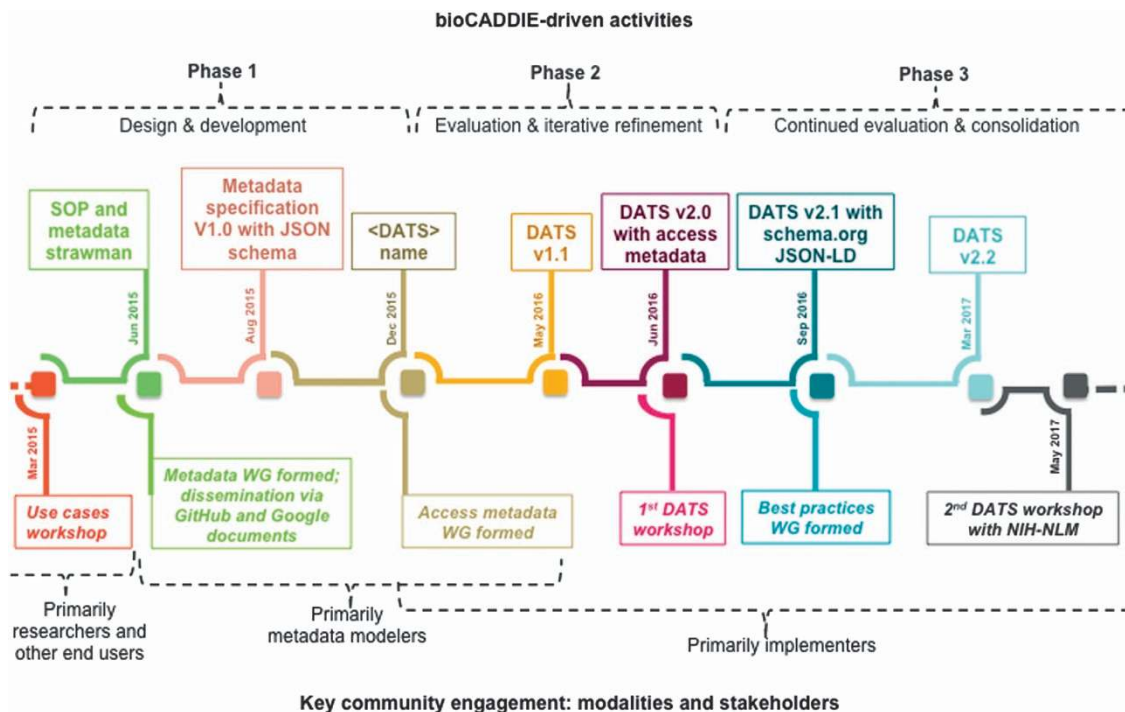 bioCADDIE-driven activities
Phase 1
Phase 2
Phase 3
Design & development
Evaluation & iterative refinement
Continued evaluation & consolidation
SOP and
metadata
strawman
Metadata
specification
V1.0 with JSON
schema
<DATS>
name
DATS
v1.1
DATS v2.0
with access
metadata
DATS v2.1 with
schema.org
JSON-LD
DATS
v2.2
Jun 2015
Aug 2015
Dec 2015
May 2016
Jun 2016
Sep 2016
Mar 2017
Mar 2015
May 2017
Use cases
workshop
Metadata WG formed;
dissemination via
GitHub and Google
documents
Access metadata
WG formed
1st DATS
workshop
Best practices
WG formed
2nd DATS workshop
with NIH-NLM
Primarily
researchers and
other end users
Primarily
metadata modelers
Primarily implementers
Key community engagement: modalities and stakeholders